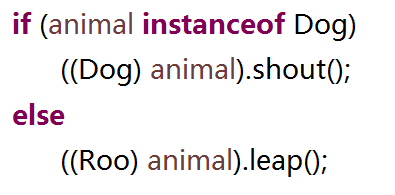 if (animal instanceof Dog)
((Dog) animal).shout();
else
((Roo) animal).leap();